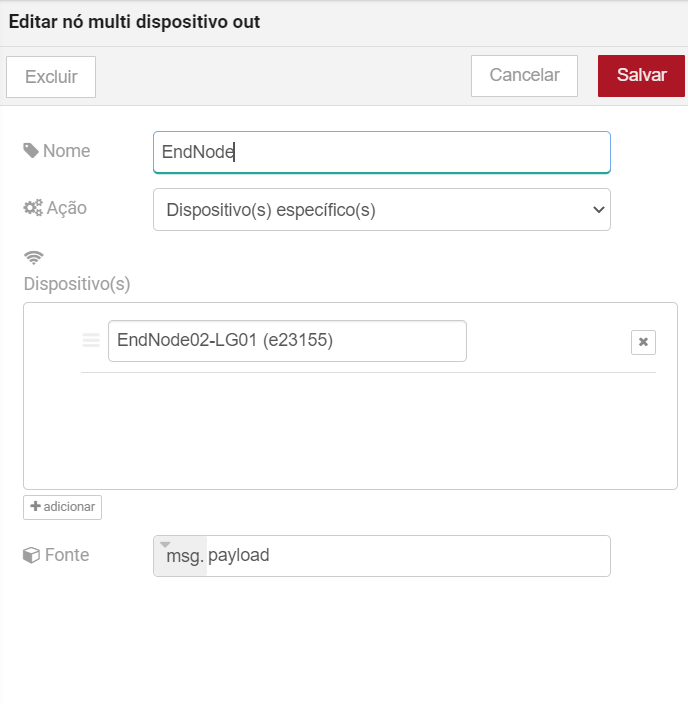 Editar nó multi dispositivo out
Excluir Cancelar Salvar
Nome EndNode
Ação Dispositivo(s) específico(s)
Dispositivo(s)
EndNode02-LG01 (e23155)
adicionar
Fonte msg. payload